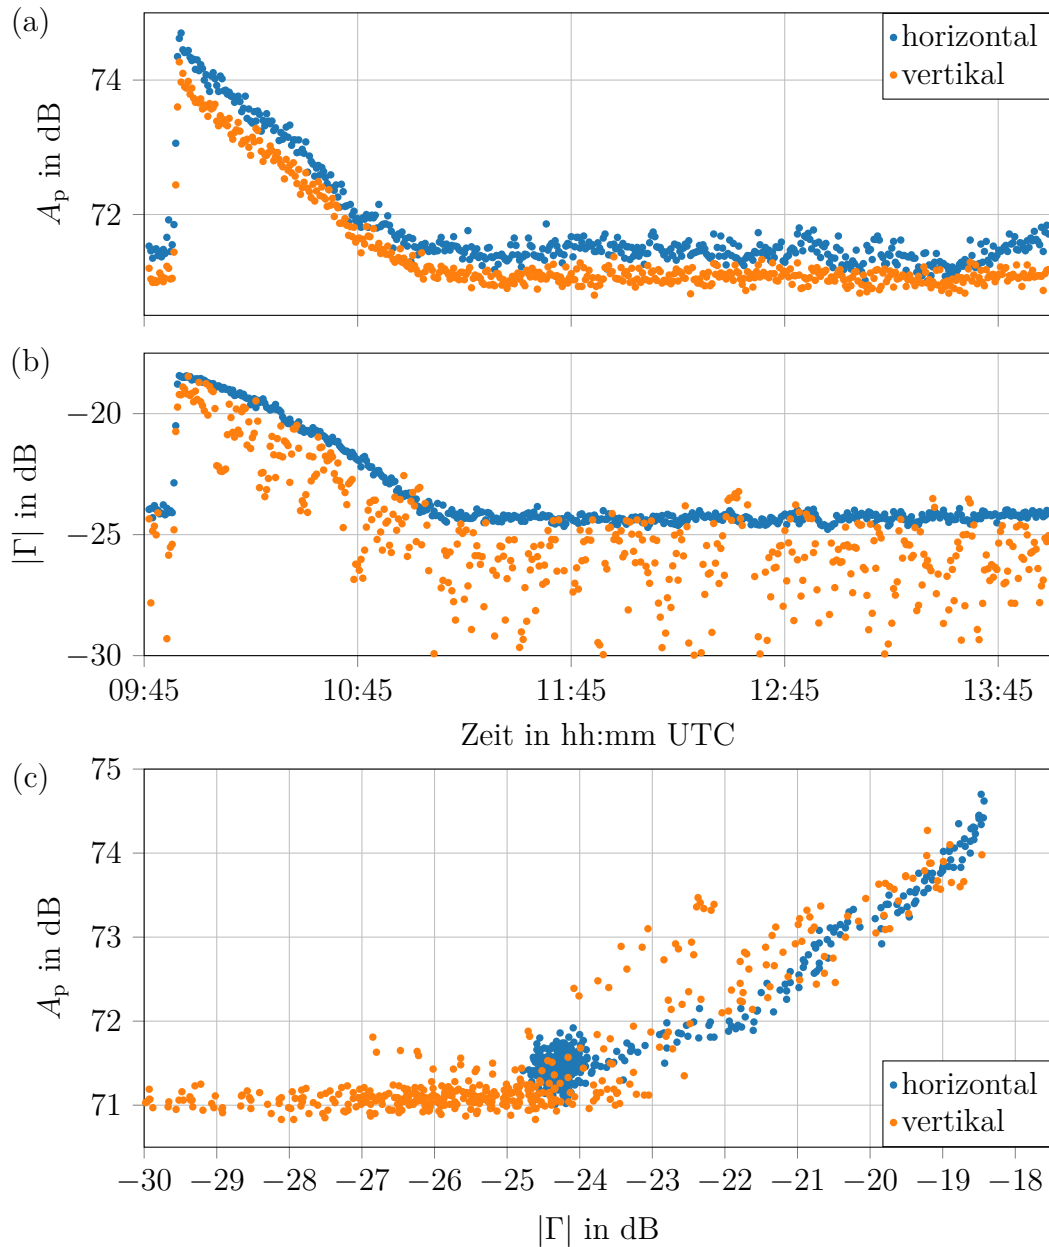 (a)
horizontal
vertikal
74
72
A_p in dB
(b)
−20
−25
−30
|Γ| in dB
09:45 10:45 11:45 12:45 13:45
Zeit in hh:mm UTC
(c)
75
74
73
72
71
A_p in dB
horizontal
vertikal
−30 −29 −28 −27 −26 −25 −24 −23 −22 −21 −20 −19 −18
|Γ| in dB